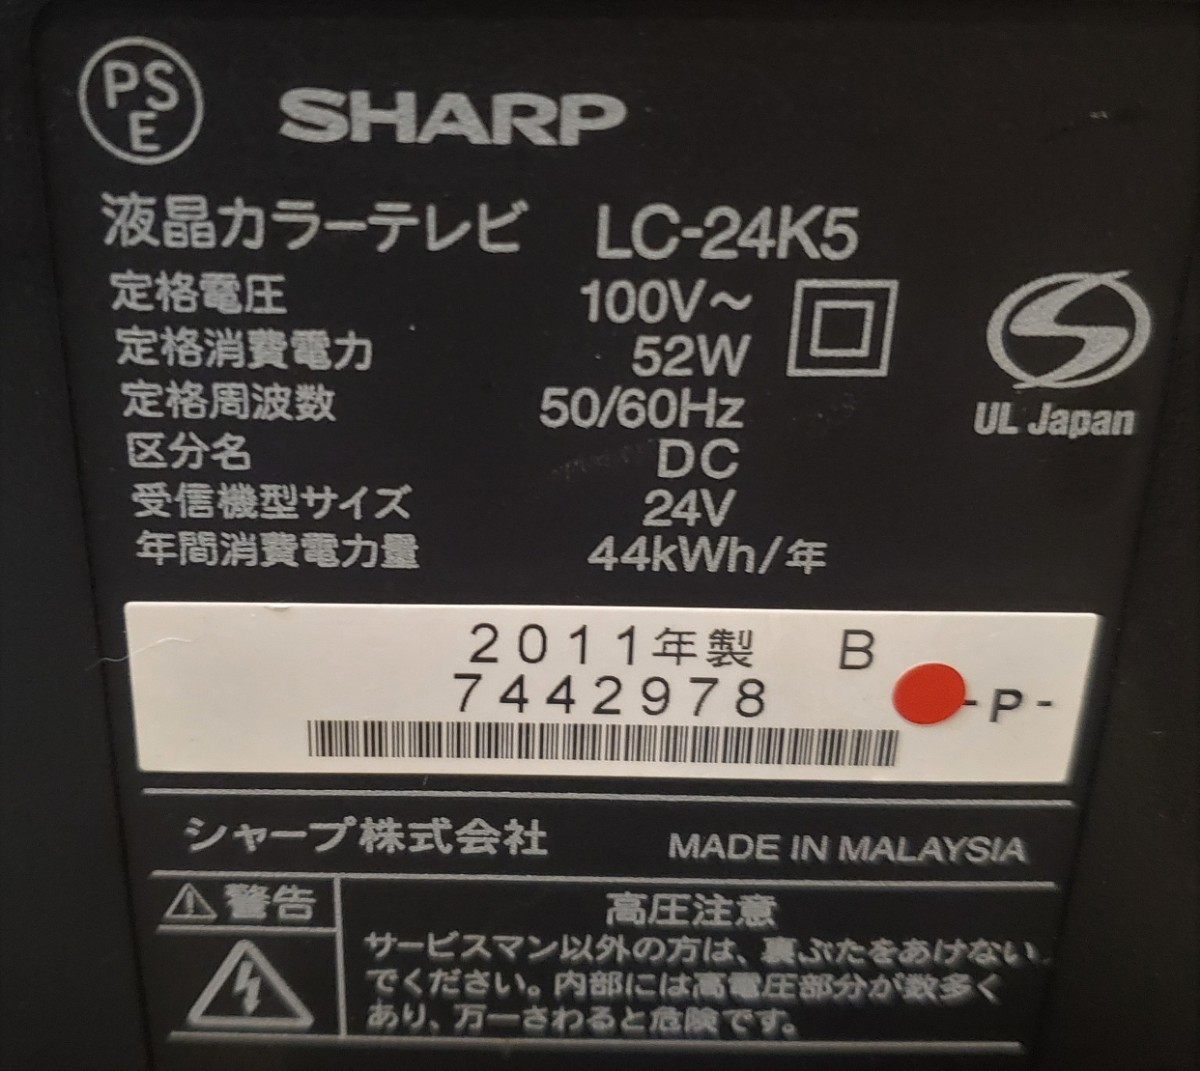 PS
E
SHARP
液晶カラーテレビ LC-24K5
定格電圧 100V～
定格消費電力 52W
定格周波数 50/60Hz
区分名 DC
受信機型サイズ 24V
年間消費電力量 44kWh/年
UL Japan
2011年製 B
7442978
-P-
シャープ株式会社 MADE IN MALAYSIA
警告
高圧注意
サービスマン以外の方は、裏ぶたをあけない
でください。内部には高電圧部分が数多く
あり、万一さわると危険です。